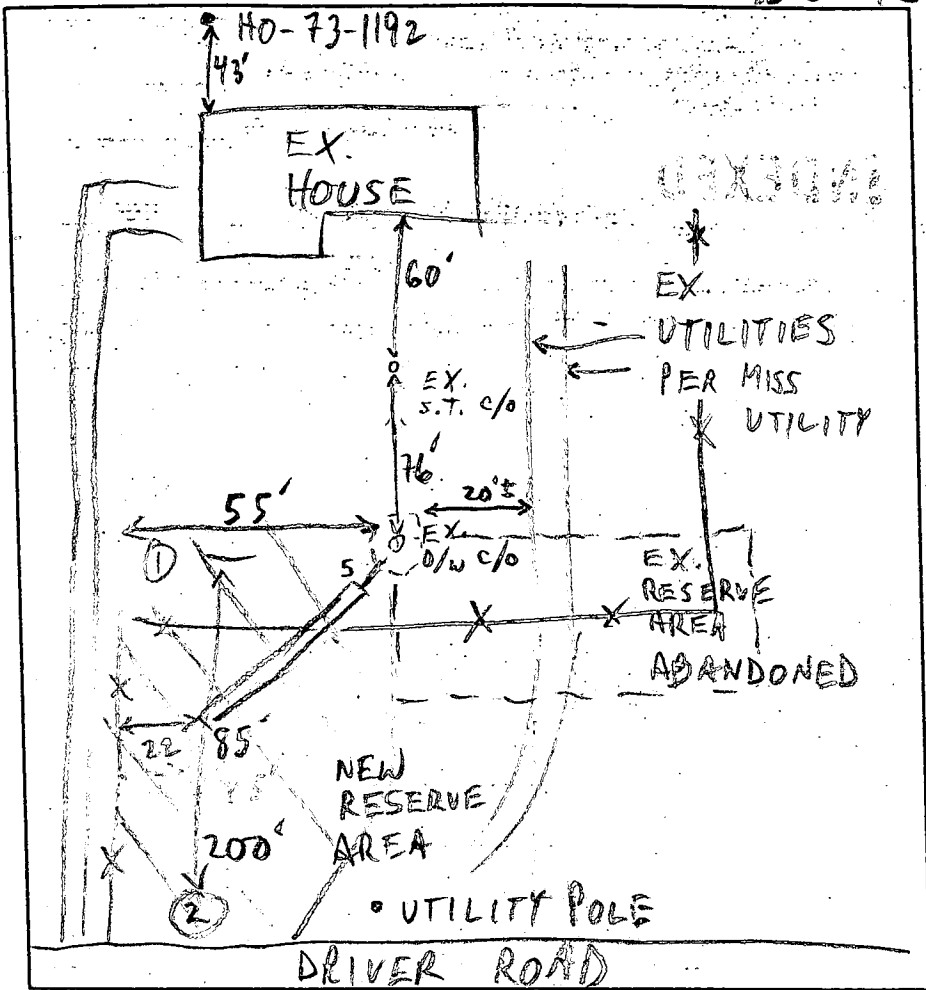 HO-73-1192
43'
EX.
HOUSE
60'
EX.
UTILITIES
PER MISS
UTILITY
EX.
S.T. C/O
76'
20'±
55'
EX.
D/W C/O
①
5
EX.
RESERVE
AREA
ABANDONED
22
85'
NEW
RESERVE
AREA
200'
②
UTILITY POLE
DRIVER ROAD